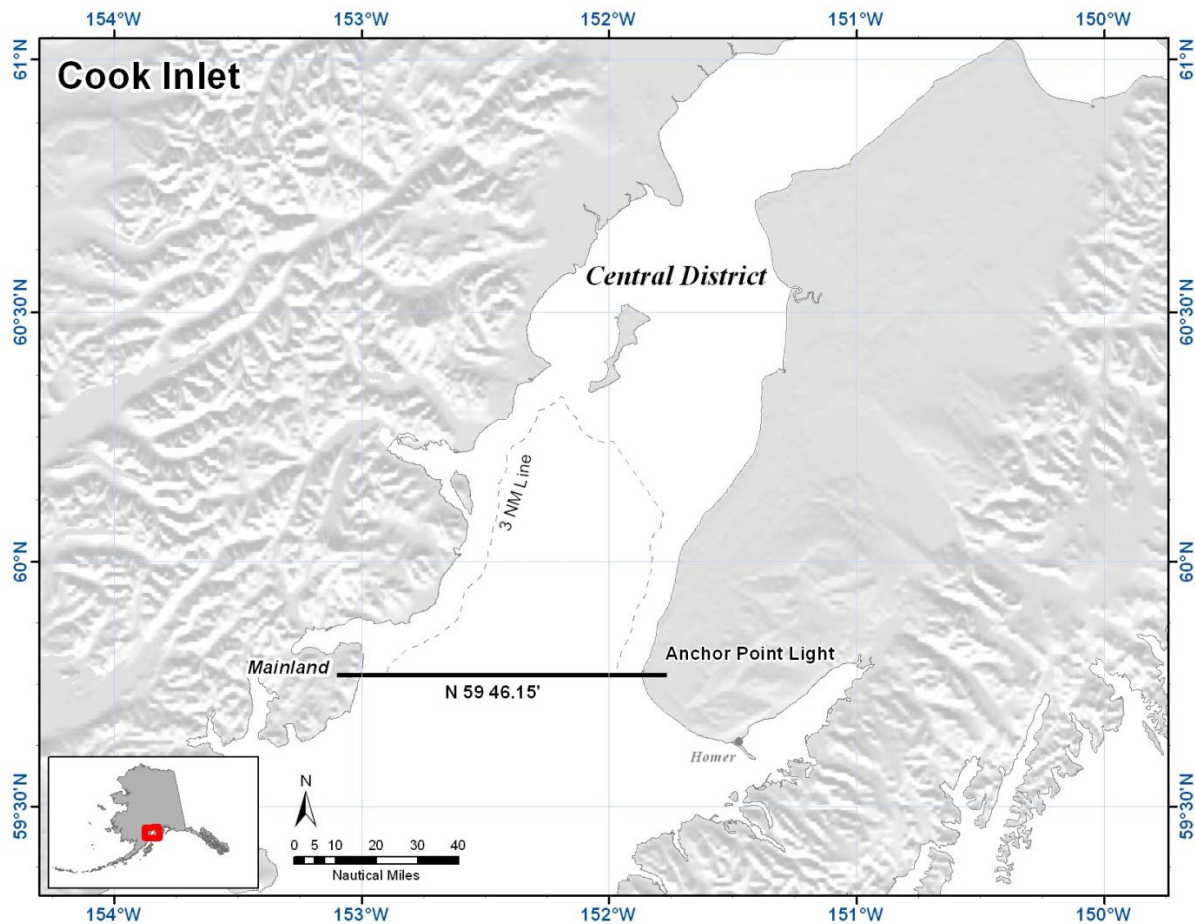 154°W 153°W 152°W 151°W 150°W
61°N 61°N
Cook Inlet
Central District
60°30'N 60°30'N
3 NM Line
60°N 60°N
Mainland
Anchor Point Light
N 59 46.15'
Homer
N
59°30'N 59°30'N
0 5 10 20 30 40
Nautical Miles
154°W 153°W 152°W 151°W 150°W